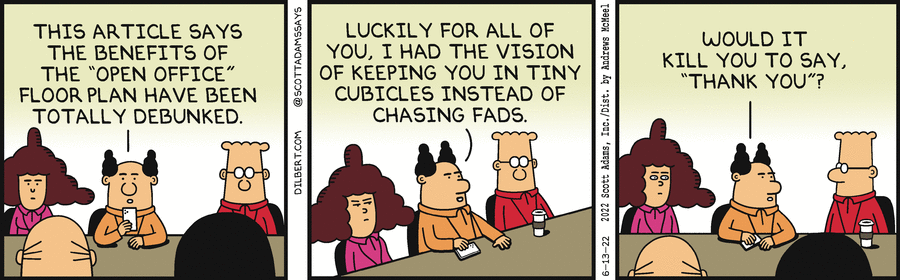 THIS ARTICLE SAYS
THE BENEFITS OF
THE "OPEN OFFICE"
FLOOR PLAN HAVE BEEN
TOTALLY DEBUNKED.
DILBERT.COM @SCOTTADAMSSAYS
LUCKILY FOR ALL OF
YOU, I HAD THE VISION
OF KEEPING YOU IN TINY
CUBICLES INSTEAD OF
CHASING FADS.
6-13-22 2022 Scott Adams, Inc./Dist. by Andrews McMeel
WOULD IT
KILL YOU TO SAY,
"THANK YOU"?